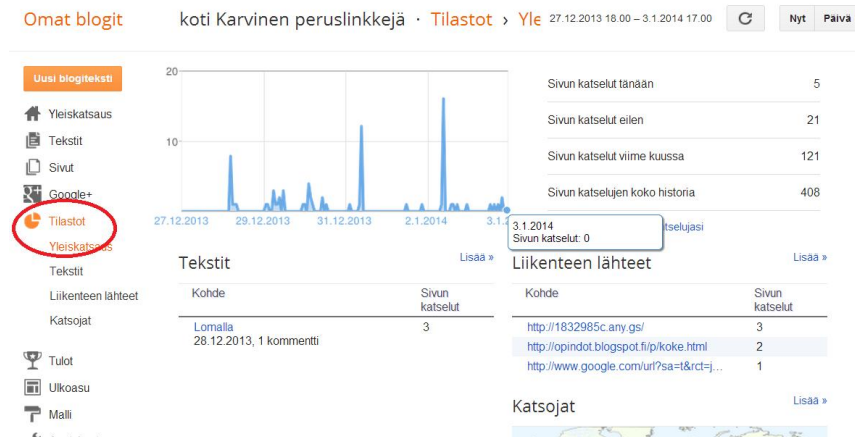 Omat blogit
koti Karvinen peruslinkkejä · Tilastot › Yle
27.12.2013 18.00 – 3.1.2014 17.00
Nyt
Päivä
Uusi blogiteksti
Yleiskatsaus
Tekstit
Sivut
Google+
Tilastot
Yleiskatsaus
Tekstit
Liikenteen lähteet
Katsojat
Tulot
Ulkoasu
Malli
20
10
27.12.2013
29.12.2013
31.12.2013
2.1.2014
3.1.2
Sivun katselut tänään 5
Sivun katselut eilen 21
Sivun katselut viime kuussa 121
Sivun katselujen koko historia 408
3.1.2014
Sivun katselut: 0
tselujasi
Tekstit
Lisää »
Kohde
Sivun
katselut
Lomalla 3
28.12.2013, 1 kommentti
Liikenteen lähteet
Lisää »
Kohde
Sivun
katselut
http://1832985c.any.gs/ 3
http://opindot.blogspot.fi/p/koke.html 2
http://www.google.com/url?sa=t&rct=j... 1
Katsojat
Lisää »